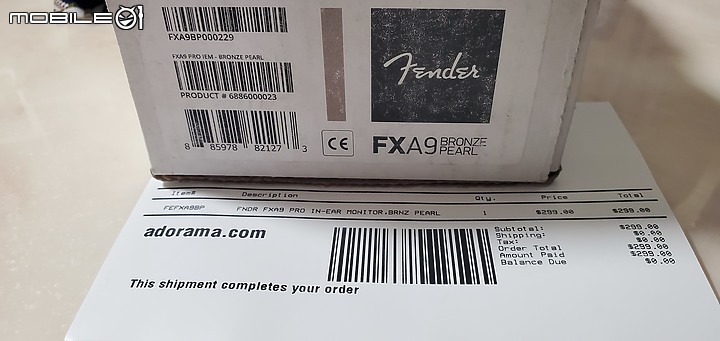 MOBILE01
FXA9BP000229
FXA9 PRO IEM - BRONZE PEARL
PRODUCT # 6886000023
8 85978 82127 3
Fender
CE
FXA9 BRONZE PEARL
Item# Description Qty. Price Total
FEFXA9BP FNDR FXA9 PRO IN-EAR MONITOR.BRNZ PEARL 1 $299.00 $299.00
adorama.com
Subtotal: $299.00
Shipping: $0.00
Tax: $0.00
Order Total $299.00
Amount Paid $299.00
Balance Due $0.00
This shipment completes your order